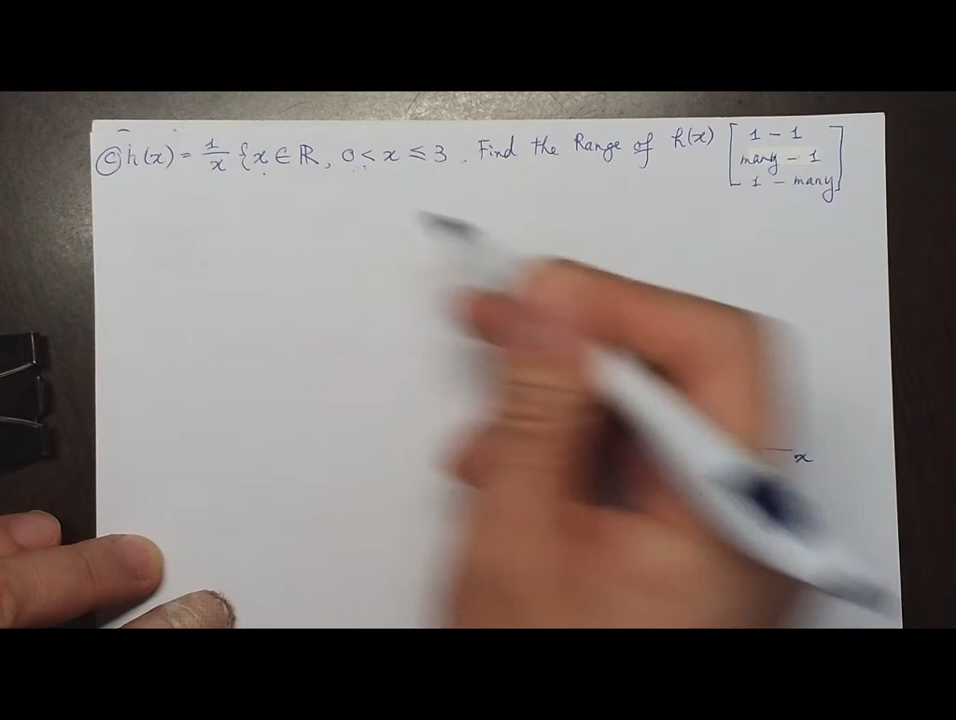 ⓒ h(x) = 1/x {x ∈ ℝ, 0 < x ≤ 3 , Find the Range of h(x) [1 - 1
many - 1
1 - many]
x